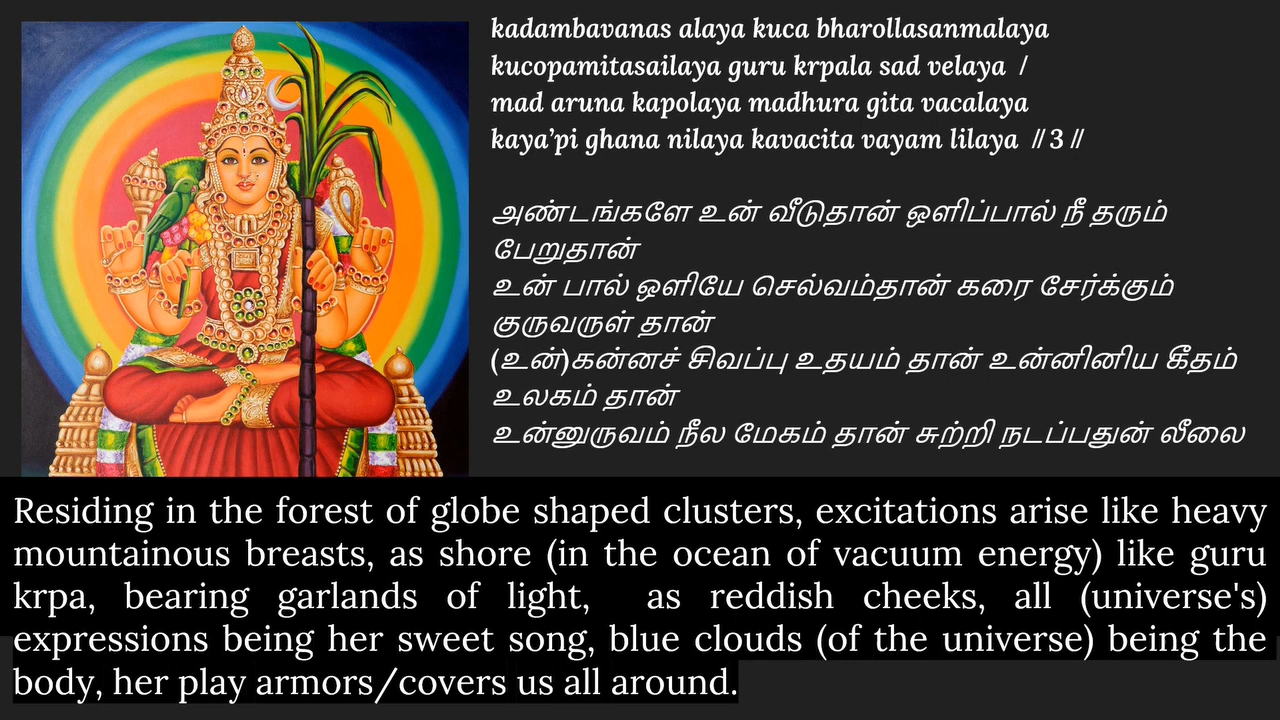 kadambavanas alaya kuca bharollasanmalaya
kucopamitasailaya guru krpala sad velaya /
mad aruna kapolaya madhura gita vacalaya
kaya’pi ghana nilaya kavacita vayam lilaya // 3 //
அண்டங்களே உன் வீடுதான் ஒளிப்பால் நீ தரும்
பேறுதான்
உன் பால் ஒளியே செல்வம்தான் கரை சேர்க்கும்
குருவருள் தான்
(உன்)கன்னச் சிவப்பு உதயம் தான் உன்னினிய கீதம்
உலகம் தான்
உன்னுருவம் நீல மேகம் தான் சுற்றி நடப்பதுன் லீலை
Residing in the forest of globe shaped clusters, excitations arise like heavy
mountainous breasts, as shore (in the ocean of vacuum energy) like guru
krpa, bearing garlands of light, as reddish cheeks, all (universe's)
expressions being her sweet song, blue clouds (of the universe) being the
body, her play armors/covers us all around.